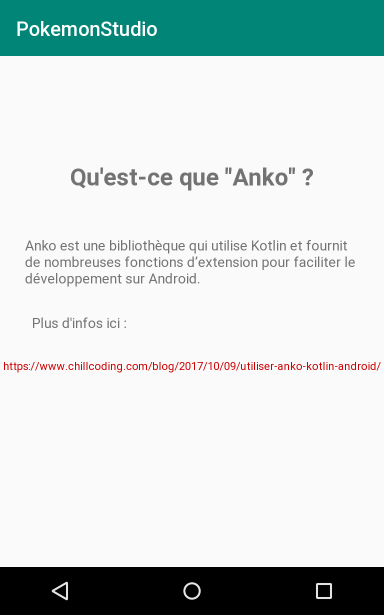 PokemonStudio
Qu'est-ce que "Anko" ?
Anko est une bibliothèque qui utilise Kotlin et fournit
de nombreuses fonctions d'extension pour faciliter le
développement sur Android.
Plus d'infos ici :
https://www.chillcoding.com/blog/2017/10/09/utiliser-anko-kotlin-android/